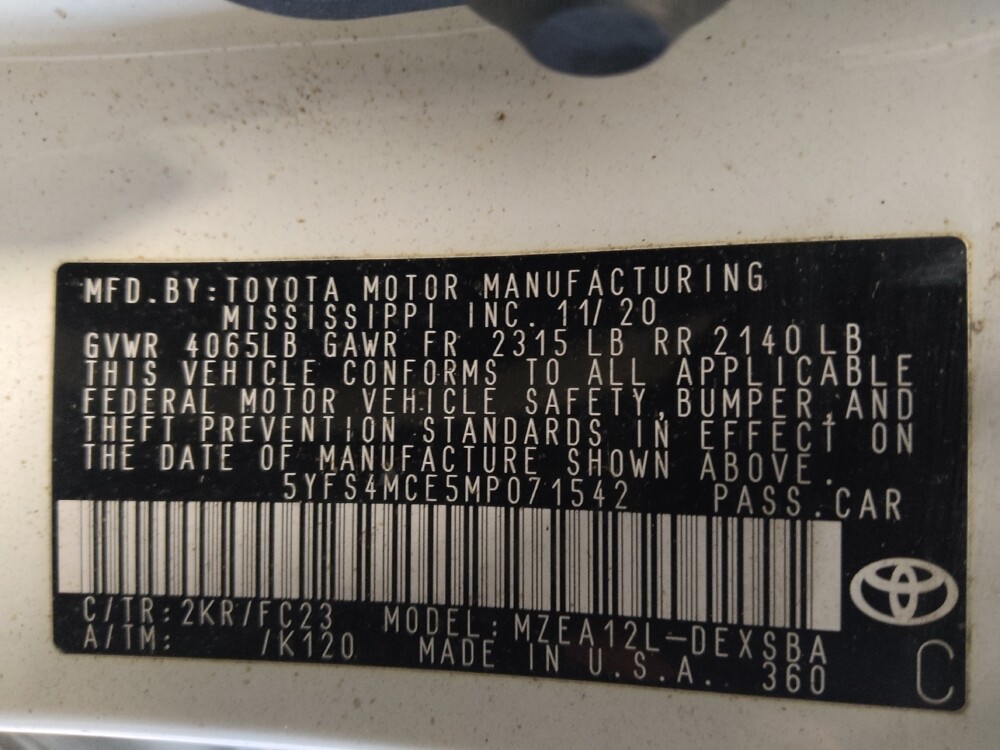 MFD.BY:TOYOTA MOTOR MANUFACTURING
MISSISSIPPI INC. 11/20
GVWR 4065LB GAWR FR 2315 LB RR 2140 LB
THIS VEHICLE CONFORMS TO ALL APPLICABLE
FEDERAL MOTOR VEHICLE SAFETY,BUMPER,AND
THEFT PREVENTION STANDARDS IN EFFECT ON
THE DATE OF MANUFACTURE SHOWN ABOVE.
5YFS4MCE5MP071542 PASS.CAR
C/TR:2KR/FC23 MODEL:MZEA12L-DEXSBA
A/TM: /K120 MADE IN U.S.A. 360
C